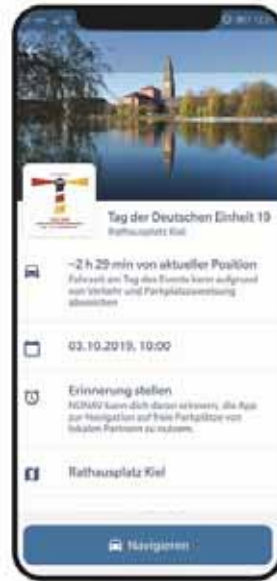 Tag der Deutschen Einheit 19
Rathausplatz Kiel
~2 h 29 min von aktueller Position
Fahrzeit am Tag des Events kann aufgrund
von Verkehr und Parkplatzzuweisung
abweichen
03.10.2019, 10:00
Erinnerung stellen
NUNAV kann dich daran erinnern, die App
zur Navigation auf freie Parkplätze von
lokalen Partnern zu nutzen.
Rathausplatz Kiel
Navigieren